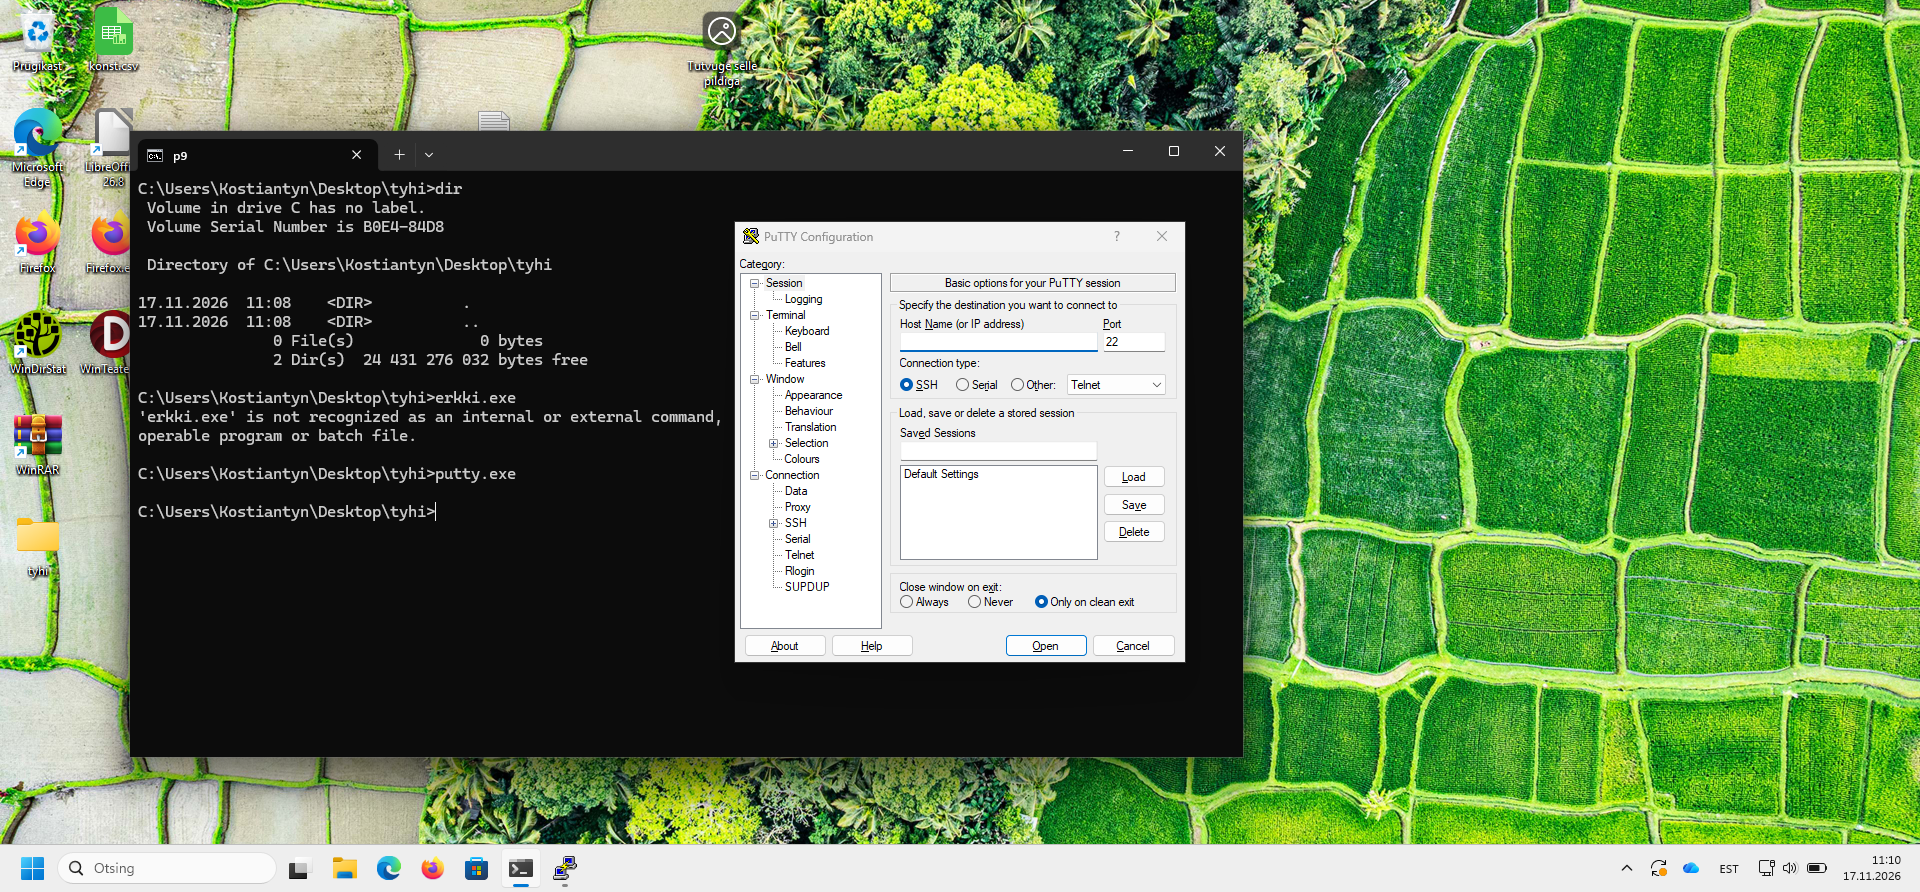 Prügikast
konst.csv
Tutvuge selle
pildiga
Microsoft
Edge
LibreOffi
26.8
Firefox
Firefox.e
WinDirStat
WinTeate
WinRAR
tyhi
p9
C:\Users\Kostiantyn\Desktop\tyhi>dir
Volume in drive C has no label.
Volume Serial Number is B0E4-84D8
Directory of C:\Users\Kostiantyn\Desktop\tyhi
17.11.2026  11:08    <DIR>          .
17.11.2026  11:08    <DIR>          ..
0 File(s)              0 bytes
2 Dir(s)  24 431 276 032 bytes free
C:\Users\Kostiantyn\Desktop\tyhi>erkki.exe
'erkki.exe' is not recognized as an internal or external command,
operable program or batch file.
C:\Users\Kostiantyn\Desktop\tyhi>putty.exe
C:\Users\Kostiantyn\Desktop\tyhi>
PuTTY Configuration
Category:
Session
Logging
Terminal
Keyboard
Bell
Features
Window
Appearance
Behaviour
Translation
Selection
Colours
Connection
Data
Proxy
SSH
Serial
Telnet
Rlogin
SUPDUP
Basic options for your PuTTY session
Specify the destination you want to connect to
Host Name (or IP address) Port
22
Connection type:
SSH Serial Other: Telnet
Load, save or delete a stored session
Saved Sessions
Default Settings
Load
Save
Delete
Close window on exit:
Always Never Only on clean exit
About Help Open Cancel
Otsing
EST
11:10
17.11.2026